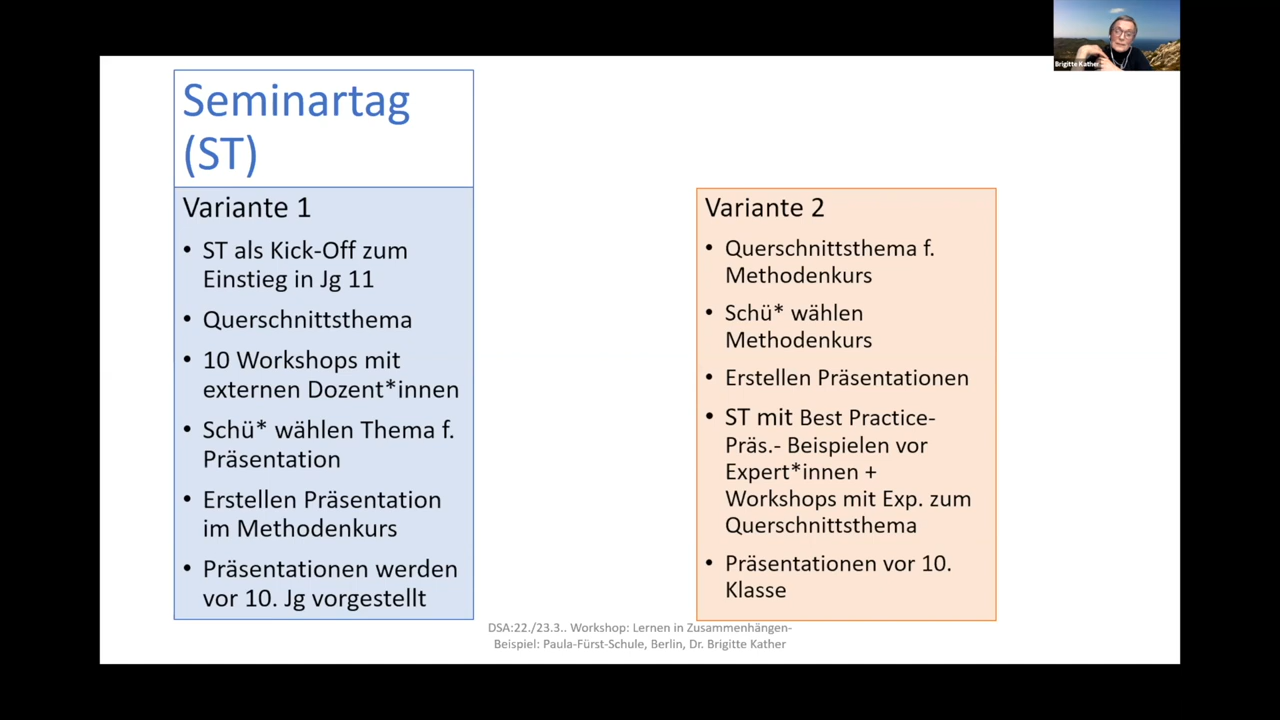 Brigitte Kather
Seminartag
(ST)
Variante 1
• ST als Kick-Off zum
Einstieg in Jg 11
• Querschnittsthema
• 10 Workshops mit
externen Dozent*innen
• Schü* wählen Thema f.
Präsentation
• Erstellen Präsentation
im Methodenkurs
• Präsentationen werden
vor 10. Jg vorgestellt
Variante 2
• Querschnittsthema f.
Methodenkurs
• Schü* wählen
Methodenkurs
• Erstellen Präsentationen
• ST mit Best Practice-
Präs.- Beispielen vor
Expert*innen +
Workshops mit Exp. zum
Querschnittsthema
• Präsentationen vor 10.
Klasse
DSA:22./23.3.. Workshop: Lernen in Zusammenhängen-
Beispiel: Paula-Fürst-Schule, Berlin, Dr. Brigitte Kather